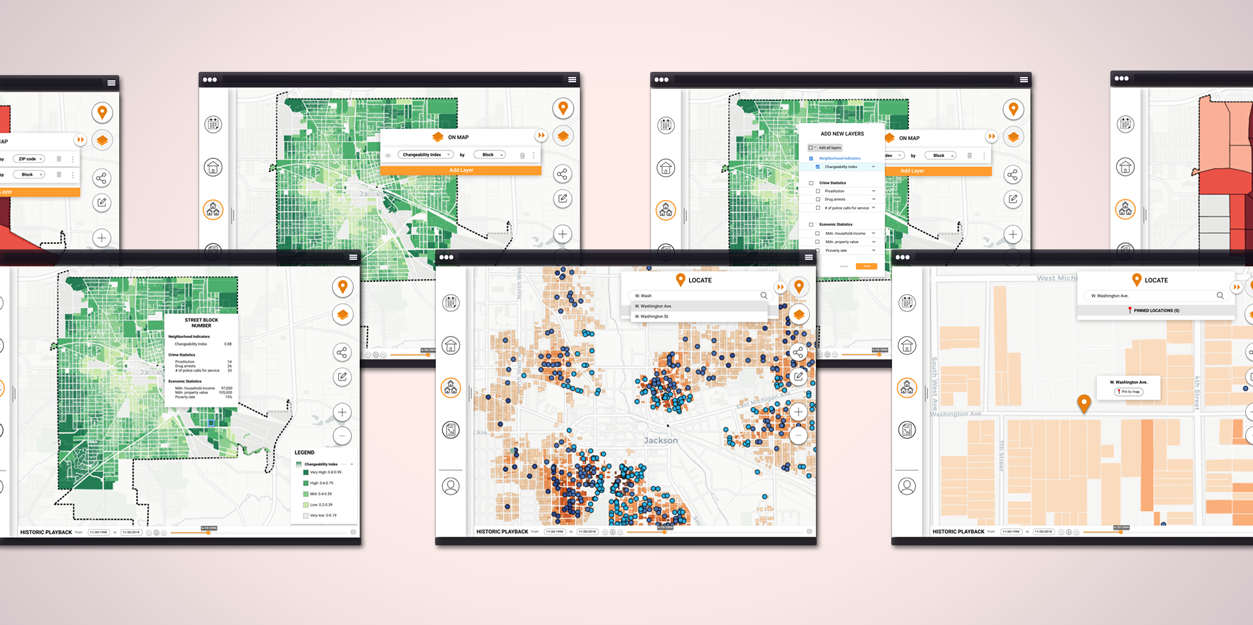 AP
by
ZIP code
by
Block
Layer
ON MAP
Changeability Index
by
Block
Add Layer
ADD NEW LAYERS
Add all layers
Neighborhood Indicators
Changeability Index
Crime Statistics
Prostitution
Drug arrests
# of police calls for service
Economic Statistics
Mdn. household income
Mdn. property value
Poverty rate
ON MAP
by
Block
Add Layer
STREET BLOCK
NUMBER
Neighborhood Indicators
Changeability Index 0.88
Crime Statistics
Prostitution 14
Drug arrests 26
# of police calls for service 33
Economic Statistics
Mdn. household income 97,000
Mdn. property value 105,000
Poverty rate 13%
LEGEND
Changeability Index
Very High: 0.8-0.99
High: 0.6-0.79
Mid: 0.4-0.59
Low: 0.2-0.39
Very low: 0-0.19
HISTORIC PLAYBACK From 11/30/1998 to 11/30/2018
LOCATE
W. Wash
W. Washington Ave.
W. Washington St.
Jackson
HISTORIC PLAYBACK From 11/30/1998 to 11/30/2018
West Mich
LOCATE
W. Washington Ave.
PINNED LOCATIONS (0)
W. Washington Ave.
Pin to map
South West Ave
Washington Ave
4th Street
7th Street
HISTORIC PLAYBACK From 11/30/1998 to 11/30/2018